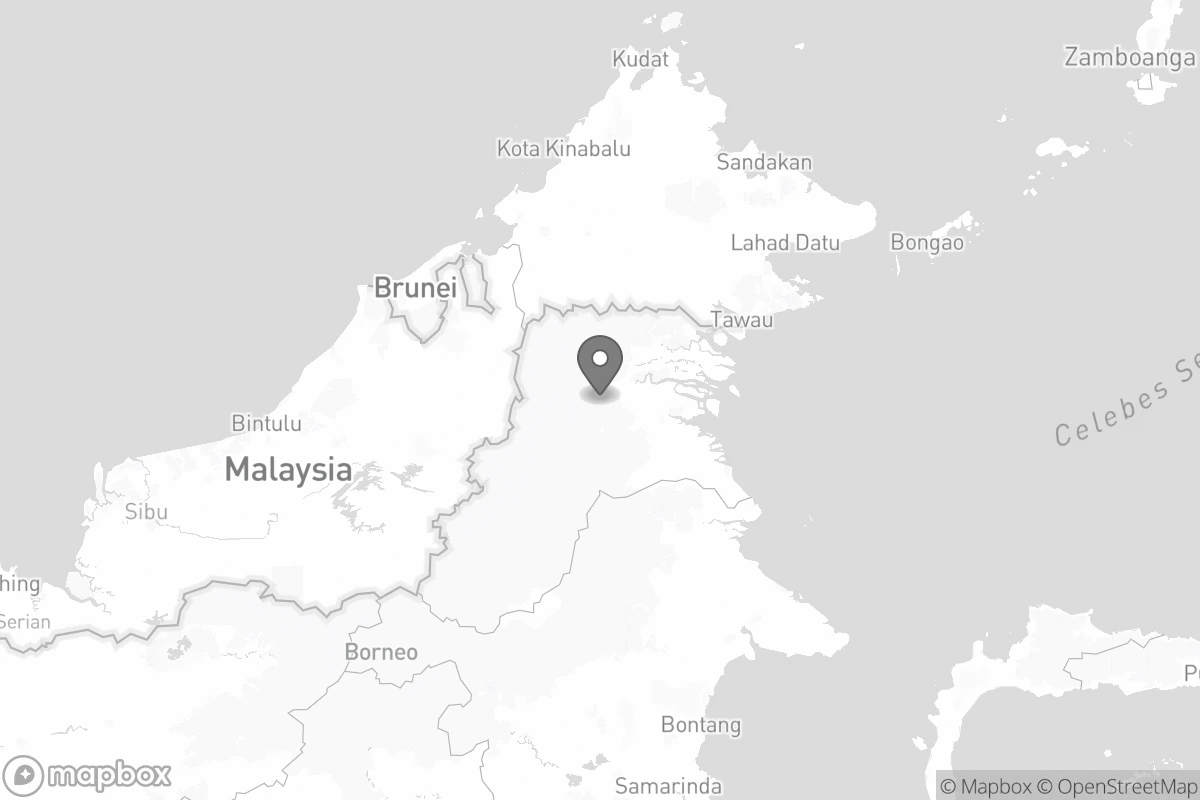 Kudat
Zamboanga
Kota Kinabalu
Sandakan
Lahad Datu
Bongao
Brunei
Tawau
Celebes Se
Bintulu
Malaysia
Sibu
hing
Serian
Borneo
Bontang
Samarinda
mapbox
© Mapbox © OpenStreetMap